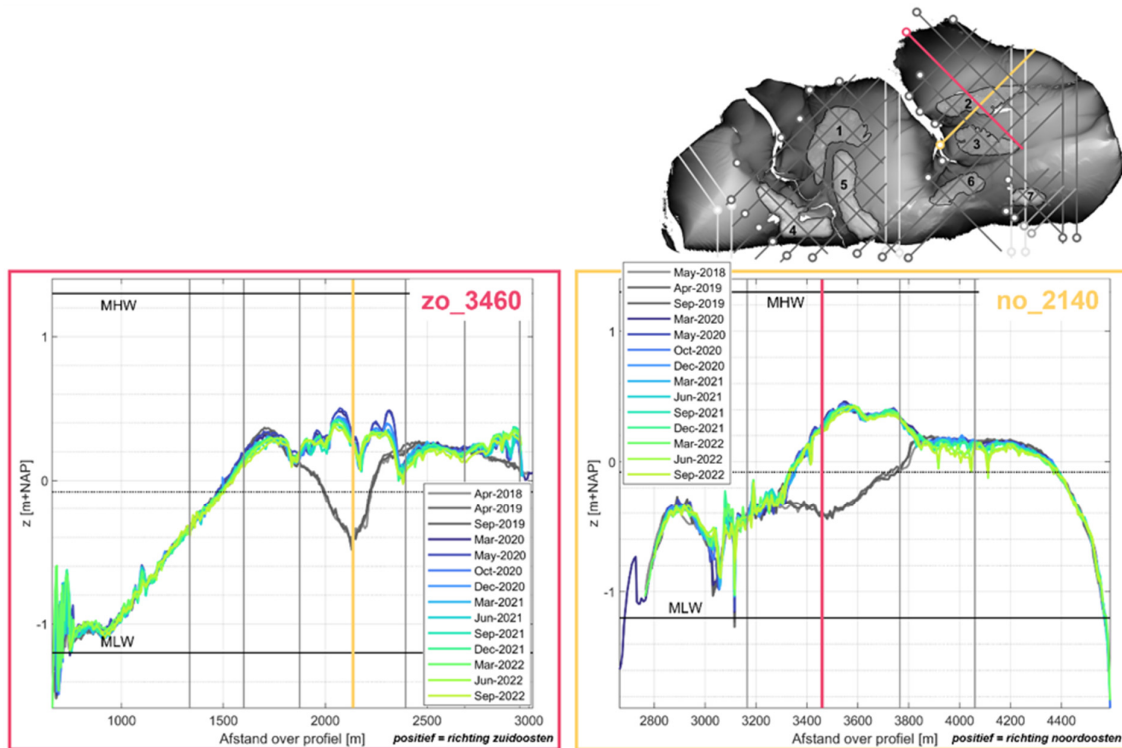 1
2
3
4
5
6
7
zo_3460
MHW
1
0
-1
z [m+NAP]
MLW
Apr-2018
Apr-2019
Sep-2019
Mar-2020
May-2020
Oct-2020
Dec-2020
Mar-2021
Jun-2021
Sep-2021
Dec-2021
Mar-2022
Jun-2022
Sep-2022
1000 1500 2000 2500 3000
Afstand over profiel [m]
positief = richting zuidoosten
no_2140
MHW
1
0
-1
z [m+NAP]
MLW
May-2018
Apr-2019
Sep-2019
Mar-2020
May-2020
Oct-2020
Dec-2020
Mar-2021
Jun-2021
Sep-2021
Dec-2021
Mar-2022
Jun-2022
Sep-2022
2800 3000 3200 3400 3600 3800 4000 4200 4400
Afstand over profiel [m]
positief = richting noordoosten